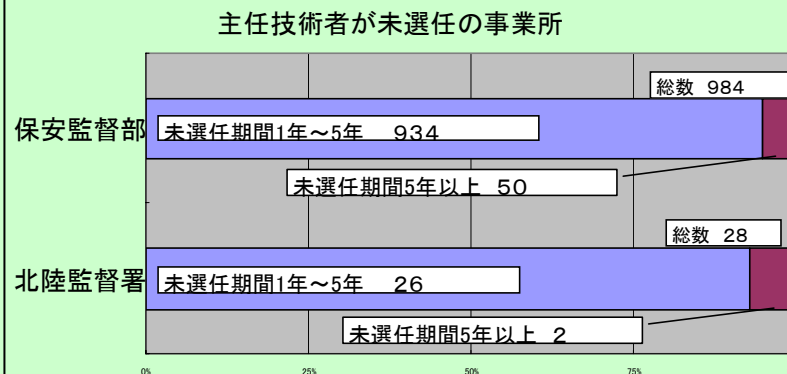 主任技術者が未選任の事業所
総数 984
保安監督部
未選任期間1年～5年 934
未選任期間5年以上 50
総数 28
北陸監督署
未選任期間1年～5年 26
未選任期間5年以上 2
0% 25% 50% 75%